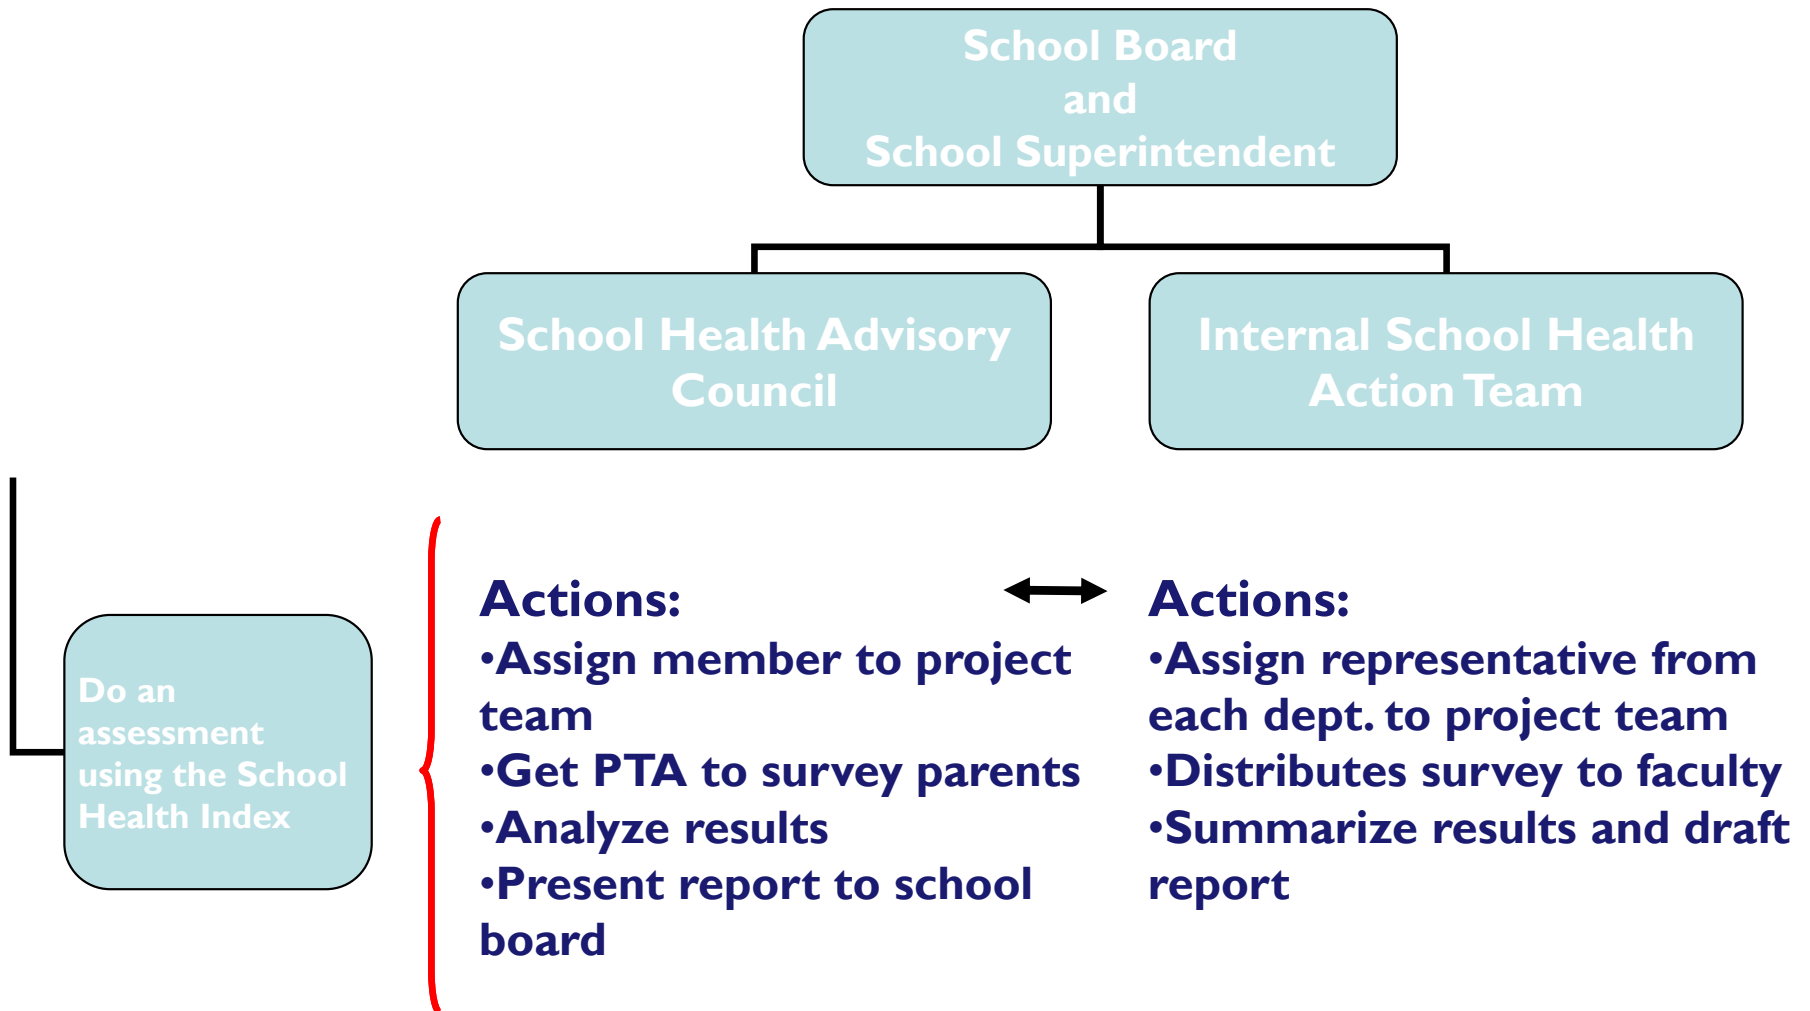 School Board
and
School Superintendent
School Health Advisory
Council
Internal School Health
Action Team
Do an
assessment
using the School
Health Index
Actions:
•Assign member to project
team
•Get PTA to survey parents
•Analyze results
•Present report to school
board
Actions:
•Assign representative from
each dept. to project team
•Distributes survey to faculty
•Summarize results and draft
report